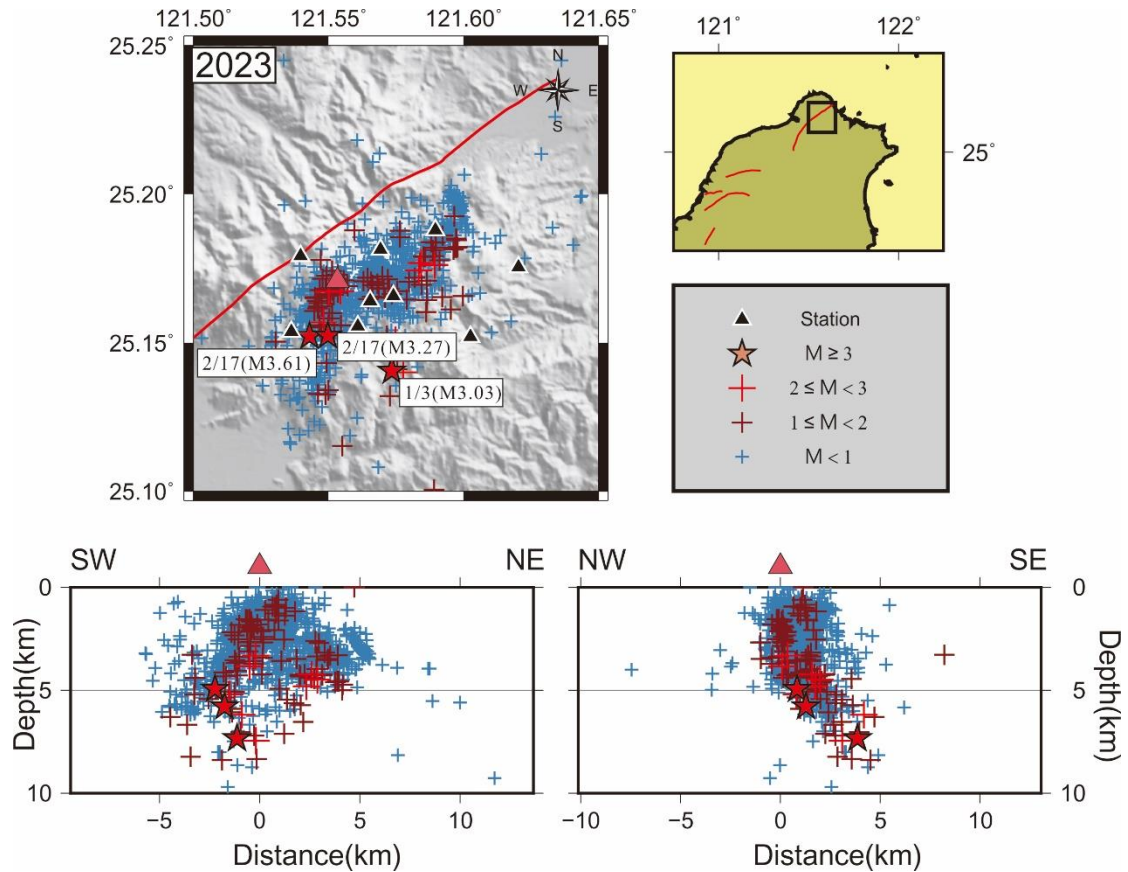 121.50˚ 121.55˚ 121.60˚ 121.65˚
25.25˚
25.20˚
25.15˚
25.10˚
2023
N
W E
S
2/17(M3.61)
2/17(M3.27)
1/3(M3.03)
121˚ 122˚
25˚
Station
M ≥ 3
2 ≤ M < 3
1 ≤ M < 2
M < 1
SW NE
0
5
10
Depth(km)
−5 0 5 10
Distance(km)
NW SE
0
5
10
Depth(km)
−10 −5 0 5 10
Distance(km)